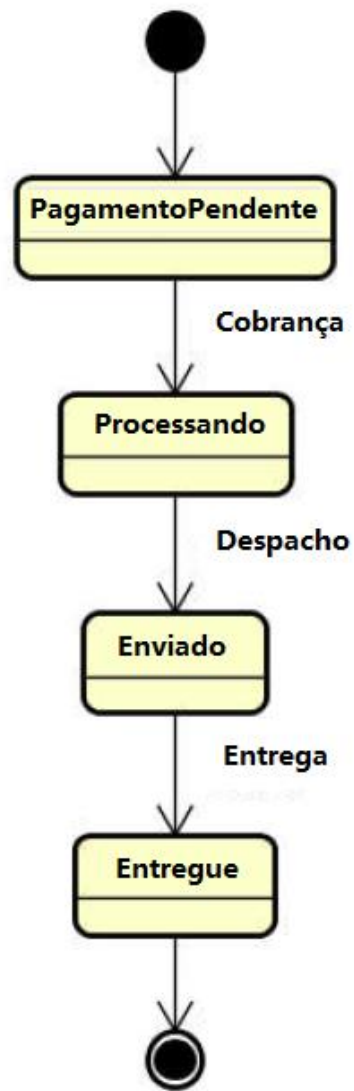 PagamentoPendente
Cobrança
Processando
Despacho
Enviado
Entrega
Entregue